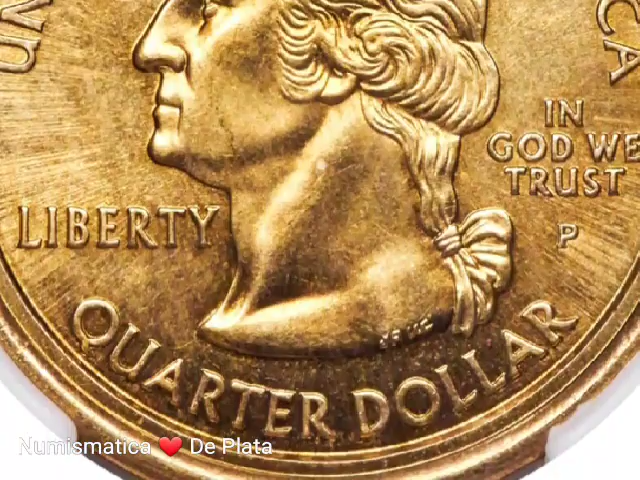 IN
GOD WE
TRUST
LIBERTY
P
QUARTER DOLLAR
Numismatica ❤️ De Plata